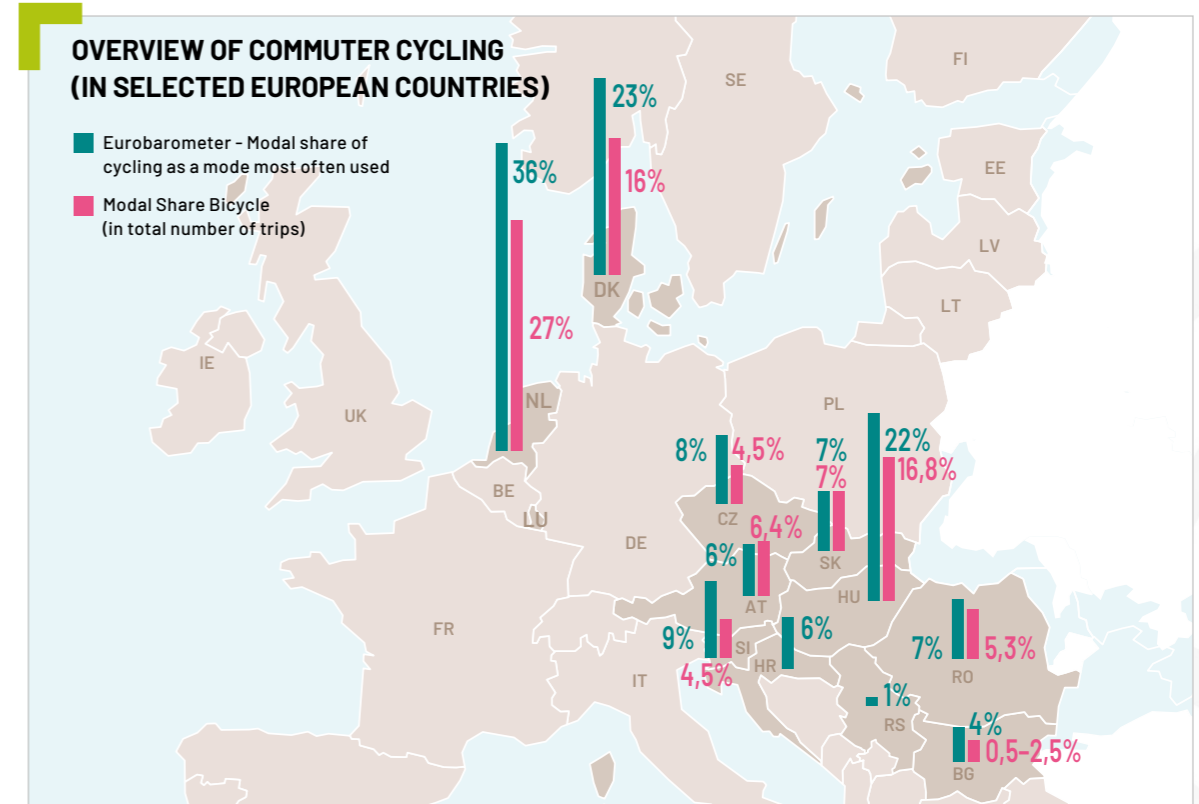 OVERVIEW OF COMMUTER CYCLING
(IN SELECTED EUROPEAN COUNTRIES)
Eurobarometer - Modal share of
cycling as a mode most often used
Modal Share Bicycle
(in total number of trips)
FI
SE
23%
36%
16%
EE
LV
DK
LT
27%
IE
NL
PL
UK
22%
8%
4,5%
7%
16,8%
7%
BE
LU
CZ
6,4%
DE
6%
SK
HU
AT
FR
9%
SI
6%
7%
5,3%
HR
4,5%
IT
RO
1%
RS
4%
0,5-2,5%
BG